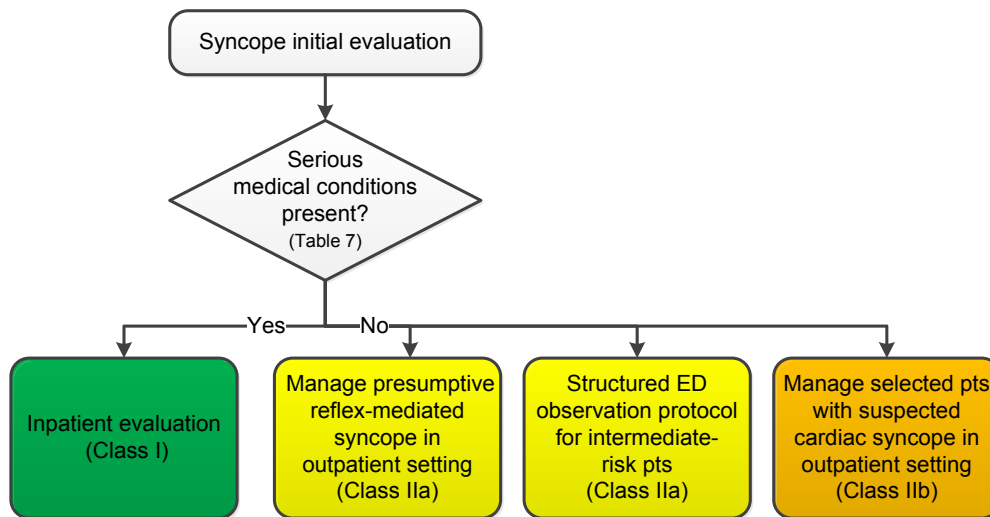 Syncope initial evaluation
Serious
medical conditions
present?
(Table 7)
Yes
No
Inpatient evaluation
(Class I)
Manage presumptive
reflex-mediated
syncope in
outpatient setting
(Class IIa)
Structured ED
observation protocol
for intermediate-
risk pts
(Class IIa)
Manage selected pts
with suspected
cardiac syncope in
outpatient setting
(Class IIb)